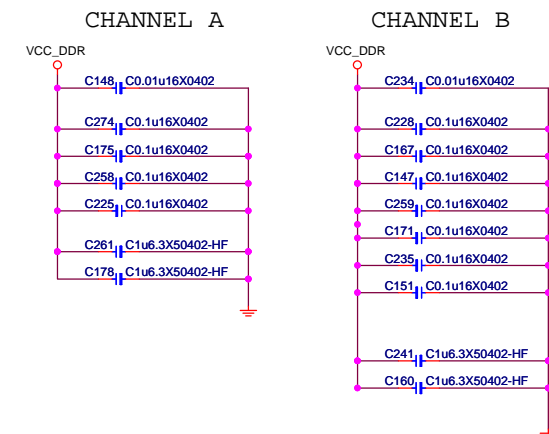 CHANNEL A
CHANNEL B
VCC_DDR
VCC_DDR
C148 C0.01u16X0402
C234 C0.01u16X0402
C274 C0.1u16X0402
C228 C0.1u16X0402
C175 C0.1u16X0402
C167 C0.1u16X0402
C258 C0.1u16X0402
C147 C0.1u16X0402
C225 C0.1u16X0402
C259 C0.1u16X0402
C171 C0.1u16X0402
C261 C1u6.3X50402-HF
C235 C0.1u16X0402
C178 C1u6.3X50402-HF
C151 C0.1u16X0402
C241 C1u6.3X50402-HF
C160 C1u6.3X50402-HF